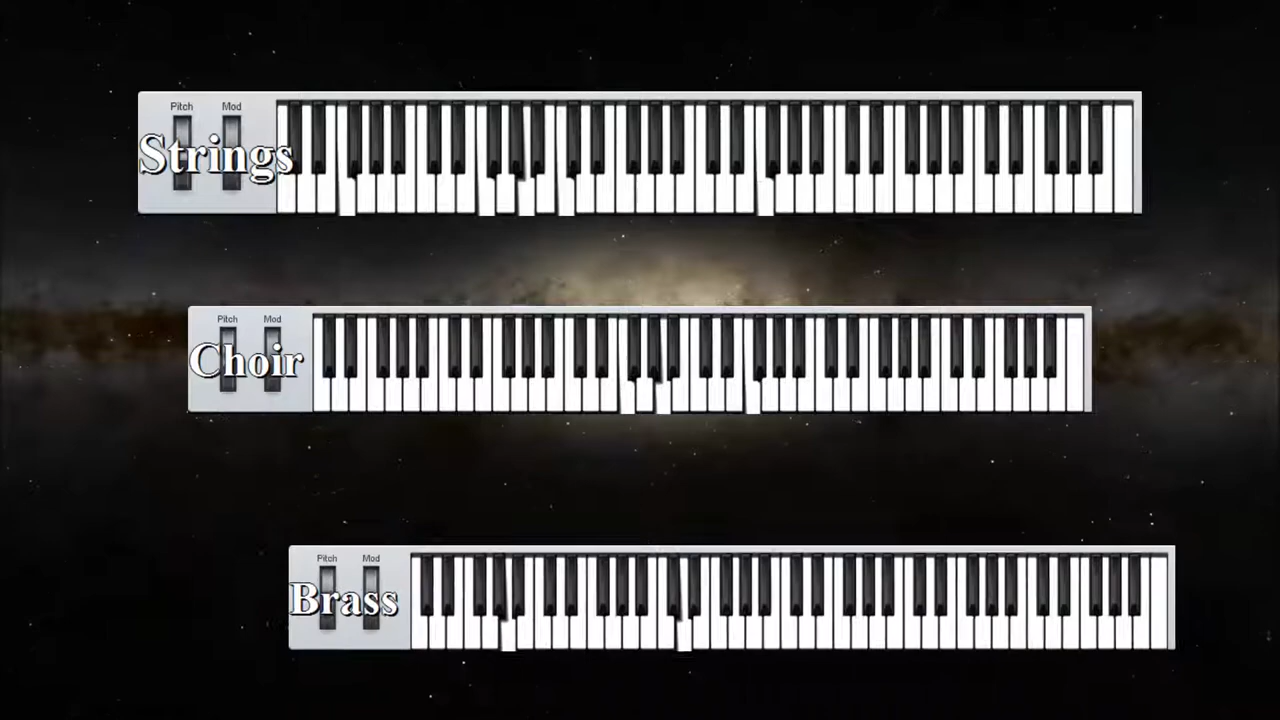 Pitch Mod
Strings
Pitch Mod
Choir
Pitch Mod
Brass